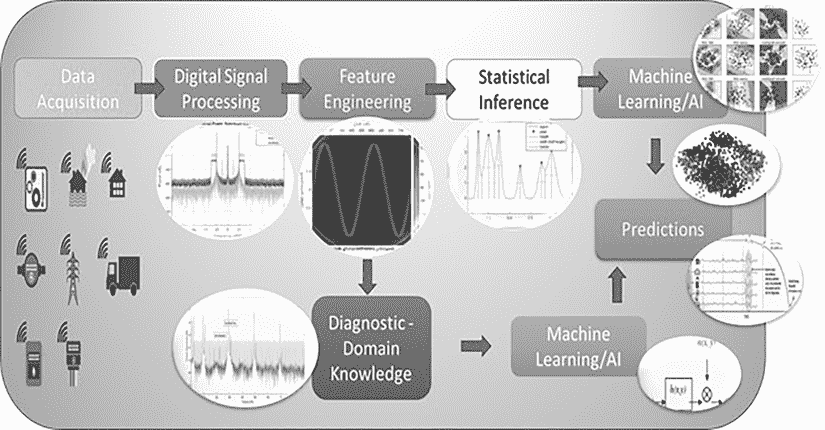 Data
Acquisition
Digital Signal
Processing
Feature
Engineering
Statistical
Inference
Machine
Learning/AI
Predictions
Diagnostic -
Domain
Knowledge
Machine
Learning/AI
h(x,y)